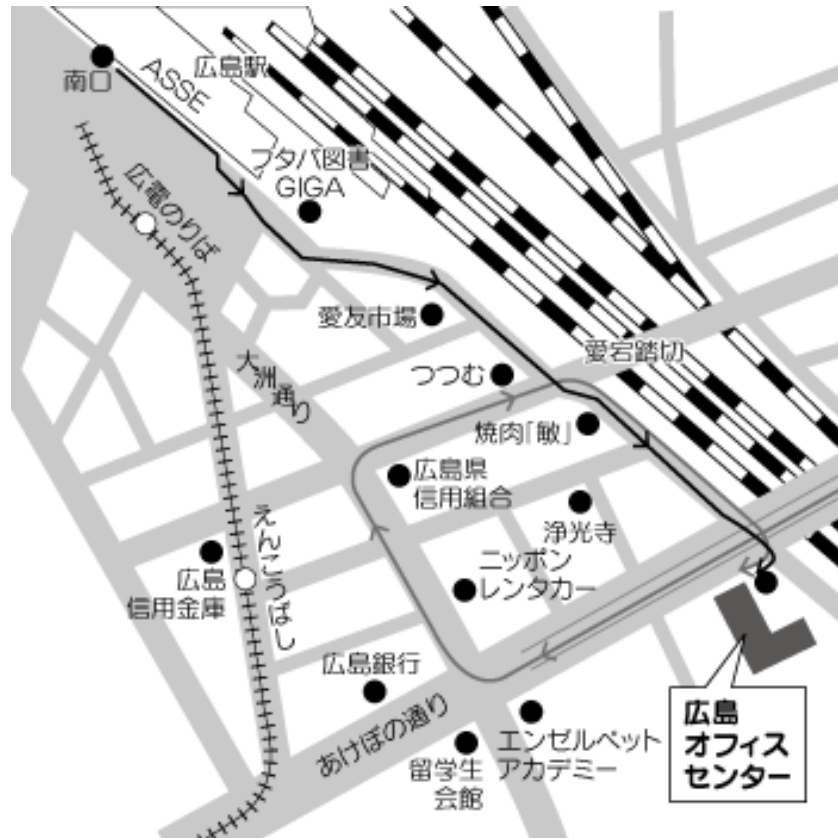 南口
ASSE
広島駅
フタバ図書
GIGA
広電のりば
愛友市場
大洲通り
つつむ
愛宕踏切
焼肉「敏」
広島県
信用組合
浄光寺
えんこうばし
広島
信用金庫
ニッポン
レンタカー
広島銀行
あけぼの通り
留学生
会館
エンゼルペット
アカデミー
広島
オフィス
センター